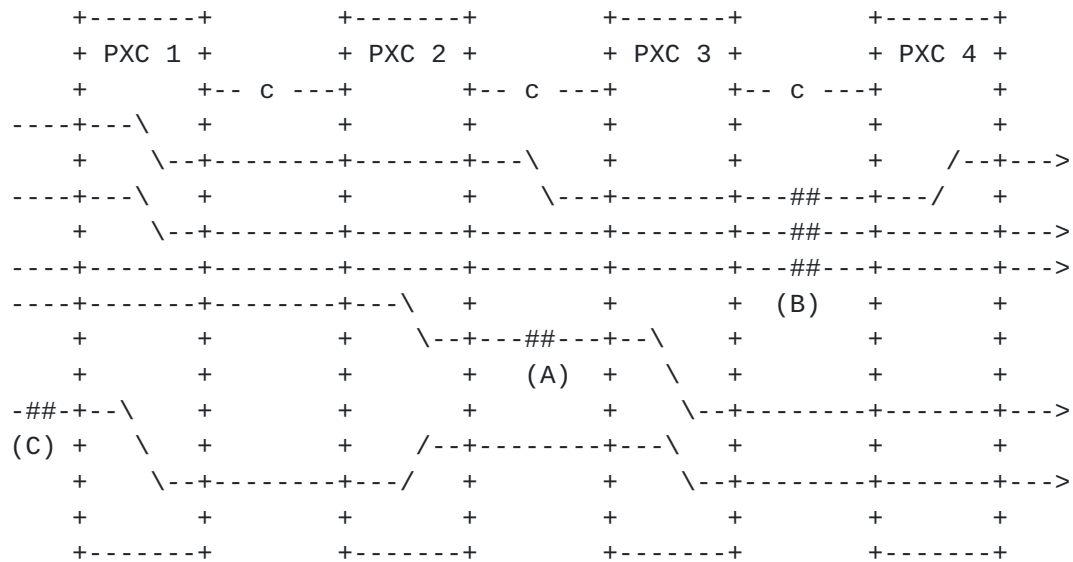 +-------+        +-------+        +-------+        +-------+
    + PXC 1 +        + PXC 2 +        + PXC 3 +        + PXC 4 +
    +       +-- c ---+       +-- c ---+       +-- c ---+       +
----+---\   +        +       +        +       +        +       +
    +    \--+--------+-------+---\    +       +        +    /--+--->
----+---\   +        +       +    \---+-------+---##---+---/   +
    +    \--+--------+-------+--------+-------+---##---+-------+--->
----+-------+--------+-------+--------+-------+---##---+-------+--->
----+-------+--------+---\   +        +       +  (B)   +       +
    +       +        +    \--+---##---+--\    +        +       +
    +       +        +       +   (A)  +   \   +        +       +
-##-+--\    +        +       +        +    \--+--------+-------+--->
(C) +   \   +        +    /--+--------+---\   +        +       +
    +    \--+--------+---/   +        +    \--+--------+-------+--->
    +       +        +       +        +       +        +       +
    +-------+        +-------+        +-------+        +-------+